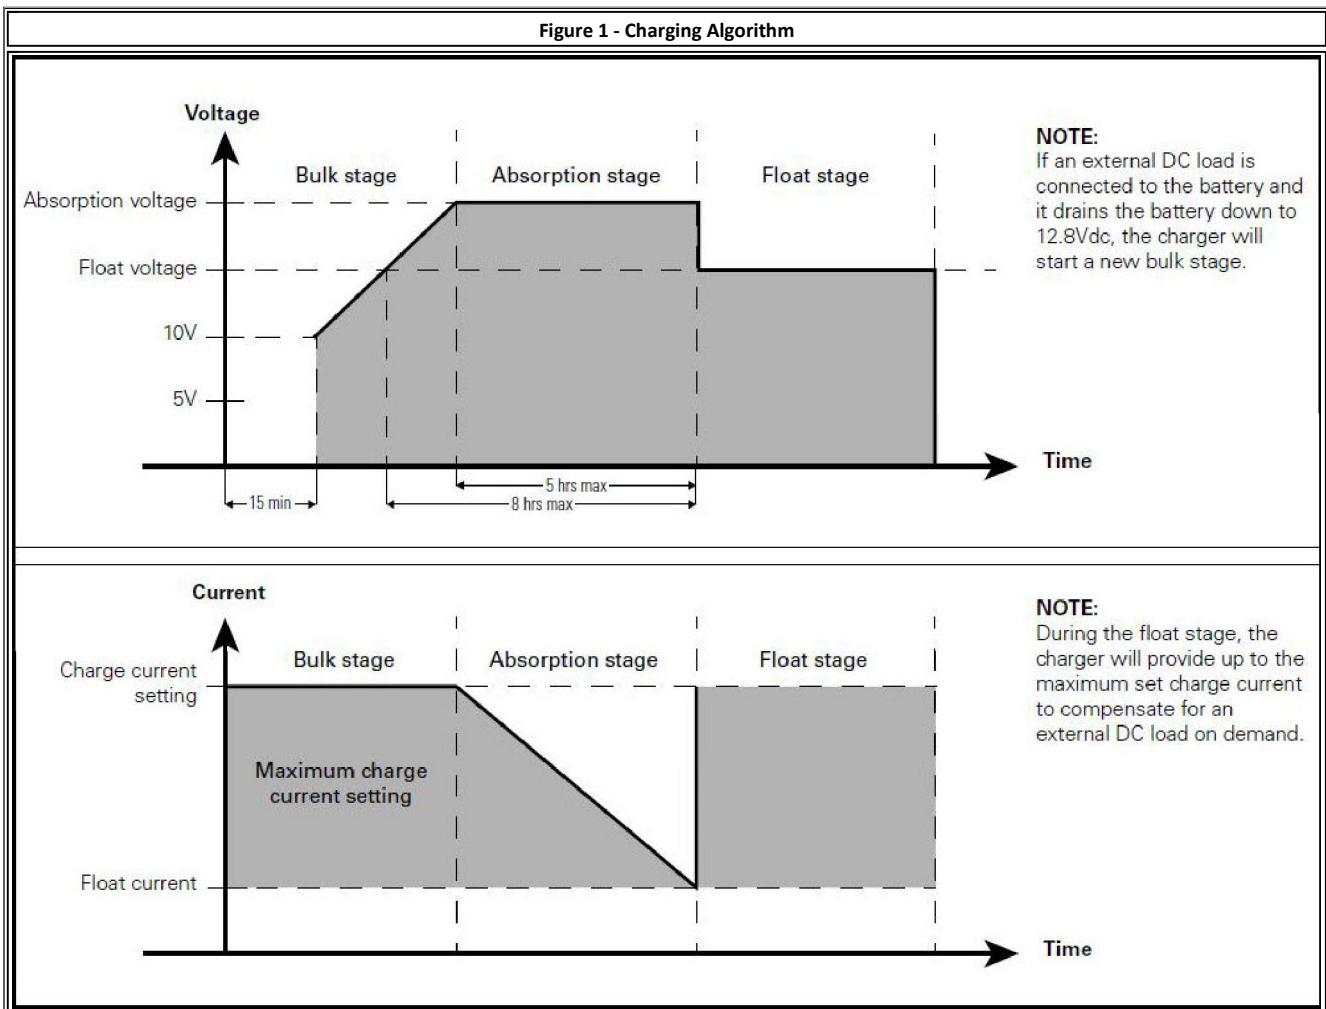 Figure 1 - Charging Algorithm
Voltage
Bulk stage
Absorption stage
Float stage
Absorption voltage
Float voltage
10V
5V
Time
5 hrs max
15 min
8 hrs max
NOTE:
If an external DC load is
connected to the battery and
it drains the battery down to
12.8Vdc, the charger will
start a new bulk stage.
Current
Bulk stage
Absorption stage
Float stage
Charge current
setting
Maximum charge
current setting
Float current
Time
NOTE:
During the float stage, the
charger will provide up to the
maximum set charge current
to compensate for an
external DC load on demand.